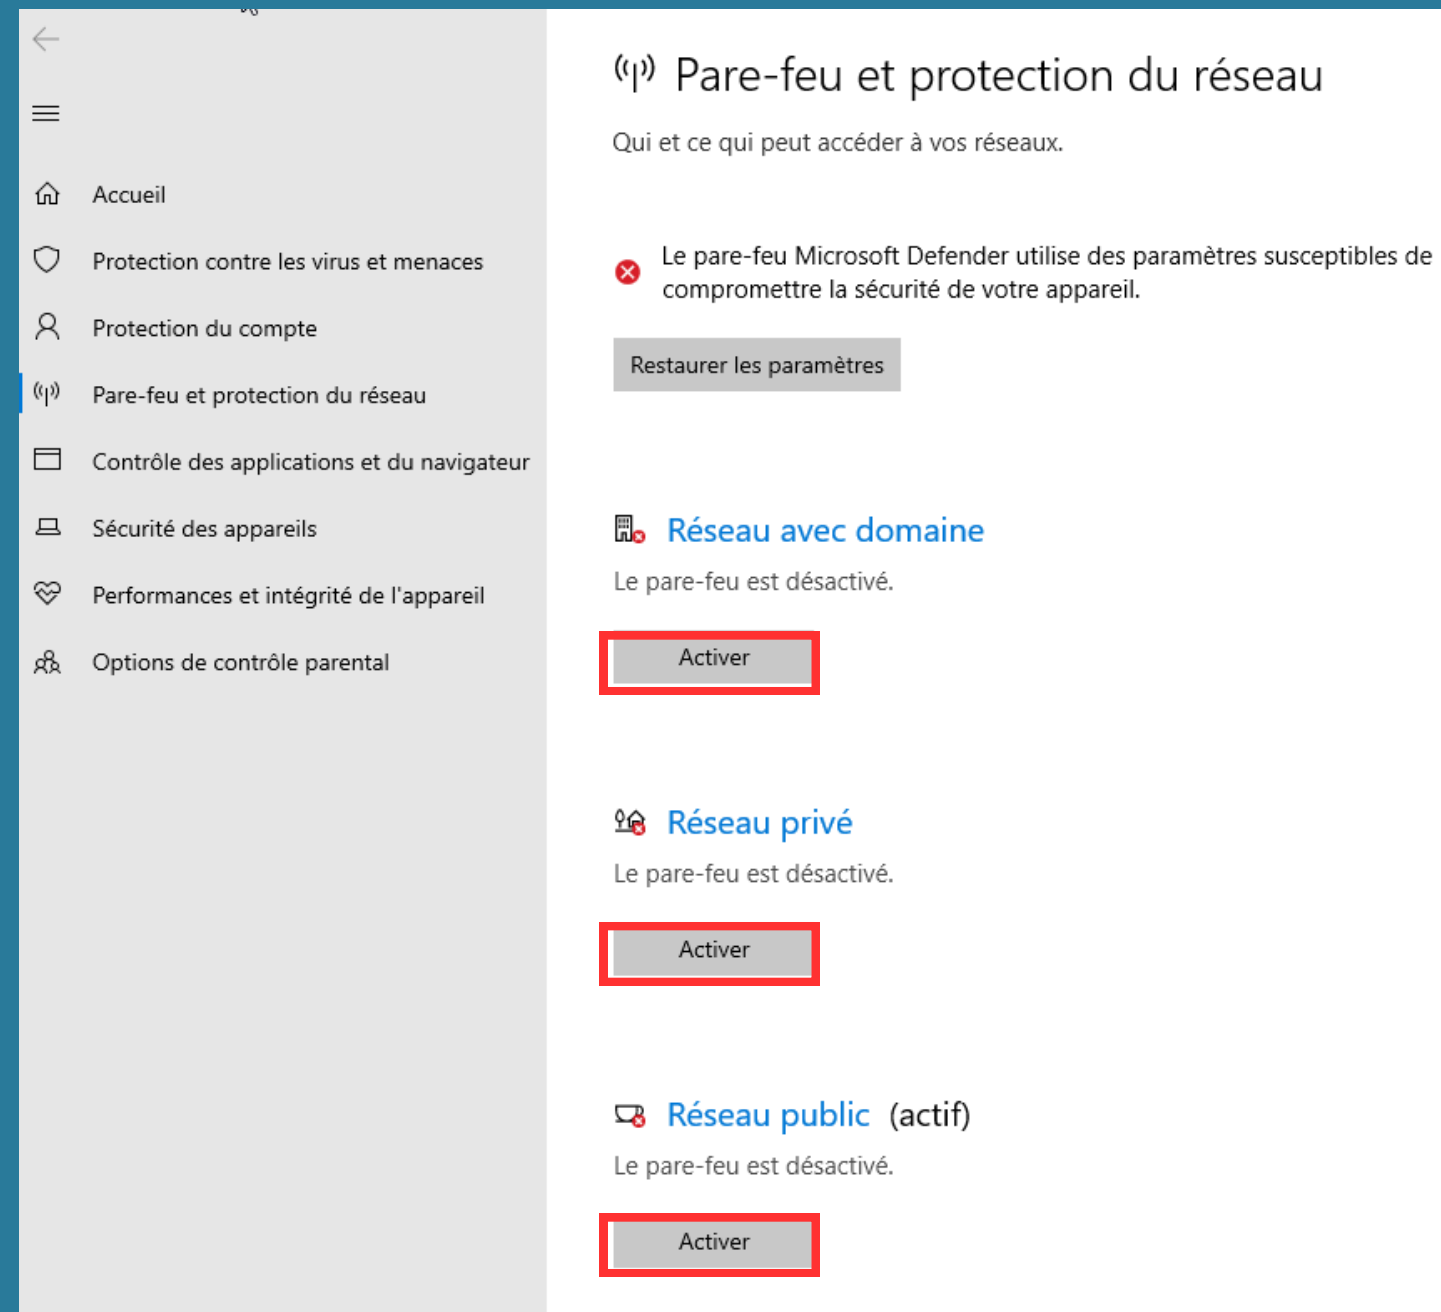 Accueil
Protection contre les virus et menaces
Protection du compte
Pare-feu et protection du réseau
Contrôle des applications et du navigateur
Sécurité des appareils
Performances et intégrité de l'appareil
Options de contrôle parental
Pare-feu et protection du réseau
Qui et ce qui peut accéder à vos réseaux.
Le pare-feu Microsoft Defender utilise des paramètres susceptibles de
compromettre la sécurité de votre appareil.
Restaurer les paramètres
Réseau avec domaine
Le pare-feu est désactivé.
Activer
Réseau privé
Le pare-feu est désactivé.
Activer
Réseau public (actif)
Le pare-feu est désactivé.
Activer